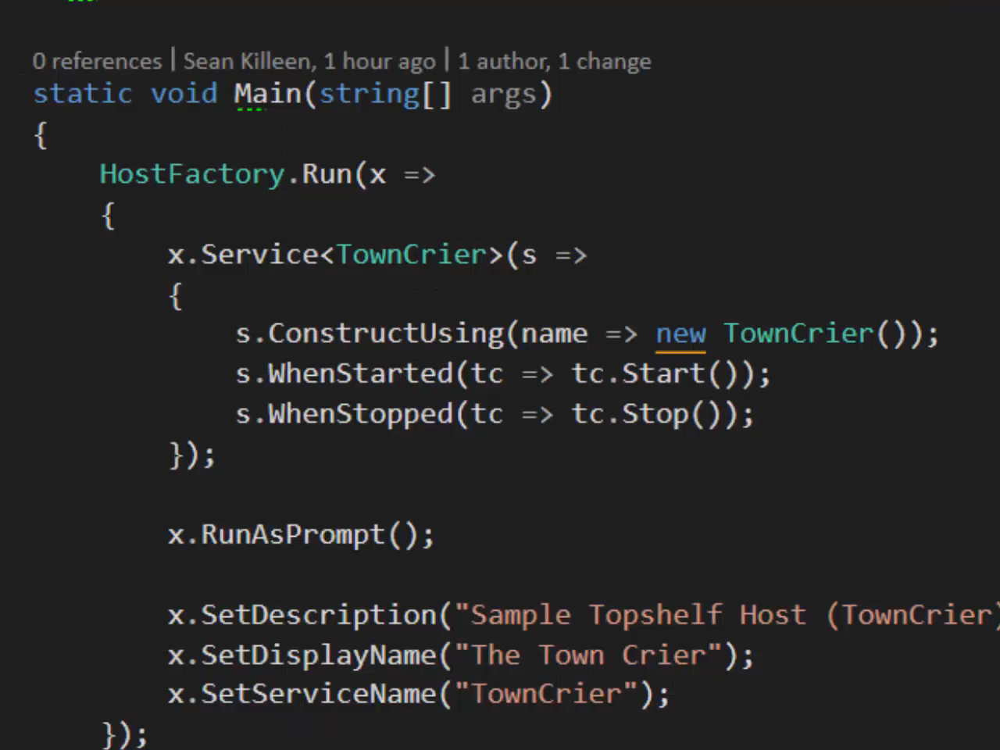 0 references | Sean Killeen, 1 hour ago | 1 author, 1 change
static void Main(string[] args)
{
HostFactory.Run(x =>
{
x.Service<TownCrier>(s =>
{
s.ConstructUsing(name => new TownCrier());
s.WhenStarted(tc => tc.Start());
s.WhenStopped(tc => tc.Stop());
});
x.RunAsPrompt();
x.SetDescription("Sample Topshelf Host (TownCrier)
x.SetDisplayName("The Town Crier");
x.SetServiceName("TownCrier");
});